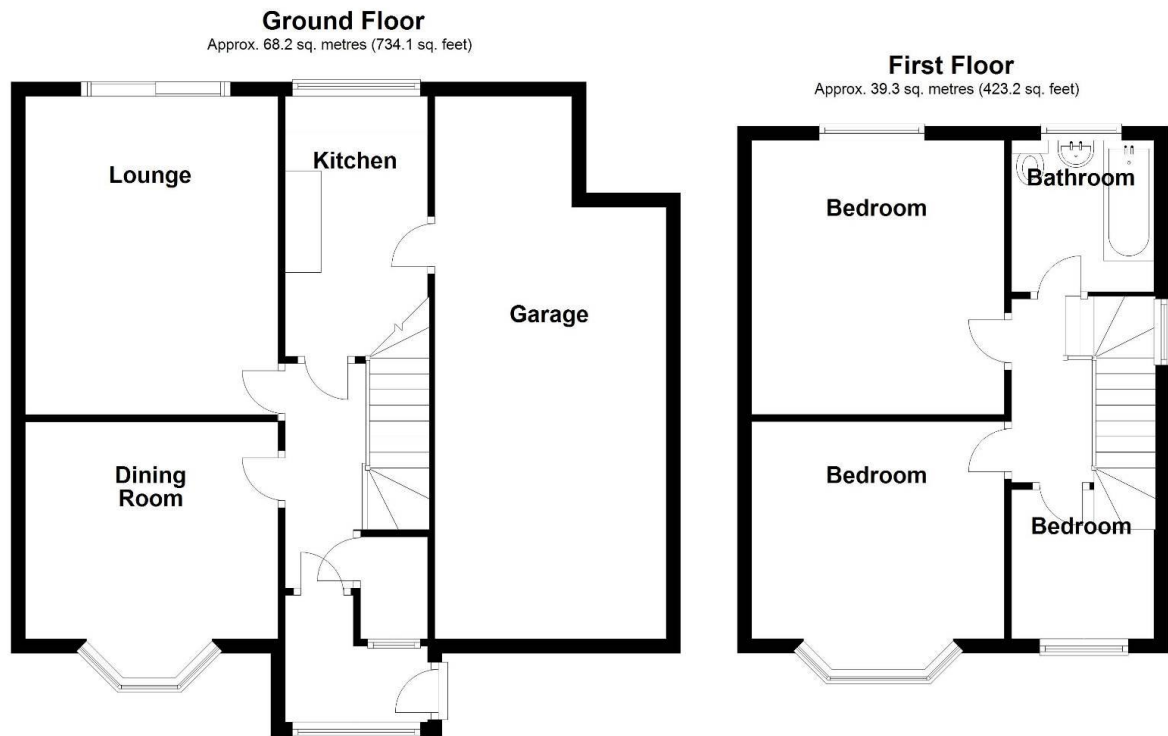 Ground Floor
Approx. 68.2 sq. metres (734.1 sq. feet)
Lounge
Kitchen
Garage
Dining
Room
First Floor
Approx. 39.3 sq. metres (423.2 sq. feet)
Bedroom
Bathroom
Bedroom
Bedroom